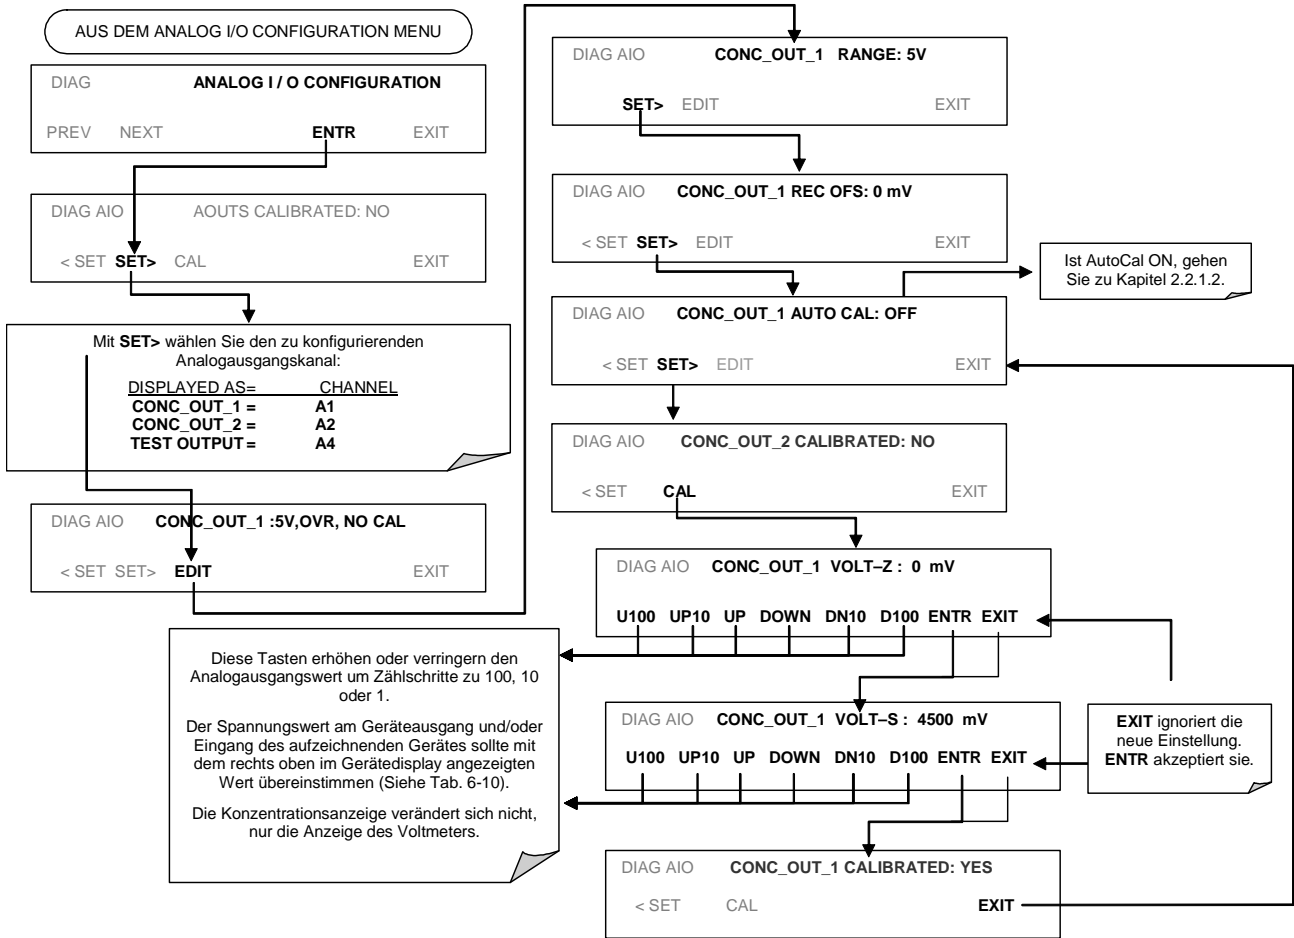 AUS DEM ANALOG I/O CONFIGURATION MENU
DIAG ANALOG I / O CONFIGURATION
PREV NEXT ENTR EXIT
DIAG AIO AOUTS CALIBRATED: NO
< SET SET> CAL EXIT
Mit SET> wählen Sie den zu konfigurierenden
Analogausgangskanal:
DISPLAYED AS= CHANNEL
CONC_OUT_1 = A1
CONC_OUT_2 = A2
TEST OUTPUT = A4
DIAG AIO CONC_OUT_1 :5V,OVR, NO CAL
< SET SET> EDIT EXIT
DIAG AIO CONC_OUT_1 RANGE: 5V
SET> EDIT EXIT
DIAG AIO CONC_OUT_1 REC OFS: 0 mV
< SET SET> EDIT EXIT
Ist AutoCal ON, gehen
Sie zu Kapitel 2.2.1.2.
DIAG AIO CONC_OUT_1 AUTO CAL: OFF
< SET SET> EDIT EXIT
DIAG AIO CONC_OUT_2 CALIBRATED: NO
< SET CAL EXIT
DIAG AIO CONC_OUT_1 VOLT–Z : 0 mV
U100 UP10 UP DOWN DN10 D100 ENTR EXIT
Diese Tasten erhöhen oder verringern den
Analogausgangswert um Zählschritte zu 100, 10
oder 1.
Der Spannungswert am Geräteausgang und/oder
Eingang des aufzeichnenden Gerätes sollte mit
dem rechts oben im Gerätedisplay angezeigten
Wert übereinstimmen (Siehe Tab. 6-10).
Die Konzentrationsanzeige verändert sich nicht,
nur die Anzeige des Voltmeters.
DIAG AIO CONC_OUT_1 VOLT–S : 4500 mV
U100 UP10 UP DOWN DN10 D100 ENTR EXIT
EXIT ignoriert die
neue Einstellung.
ENTR akzeptiert sie.
DIAG AIO CONC_OUT_1 CALIBRATED: YES
< SET CAL EXIT